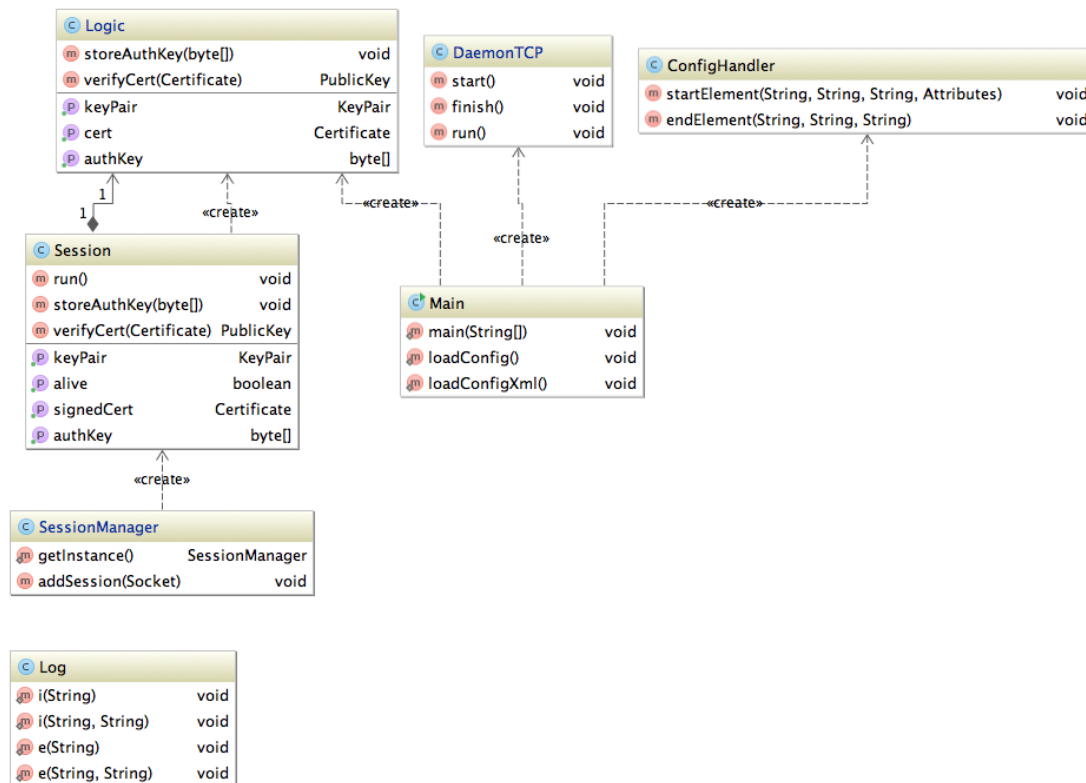 Logic
storeAuthKey(byte[]) void
verifyCert(Certificate) PublicKey
keyPair KeyPair
cert Certificate
authKey byte[]
DaemonTCP
start() void
finish() void
run() void
ConfigHandler
startElement(String, String, String, Attributes) void
endElement(String, String, String) void
1
1
«create»
«create»
«create»
«create»
Session
run() void
storeAuthKey(byte[]) void
verifyCert(Certificate) PublicKey
keyPair KeyPair
alive boolean
signedCert Certificate
authKey byte[]
Main
main(String[]) void
loadConfig() void
loadConfigXml() void
«create»
SessionManager
getInstance() SessionManager
addSession(Socket) void
Log
i(String) void
i(String, String) void
e(String) void
e(String, String) void